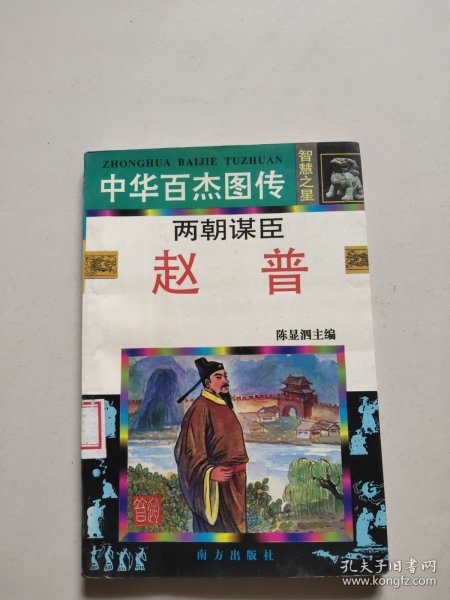 ZHONGHUA BAIJIE TUZHUAN
中华百杰图传
智慧之星
两朝谋臣
赵普
陈显泗主编
南方出版社
孔夫子旧书网
www.kongfz.com